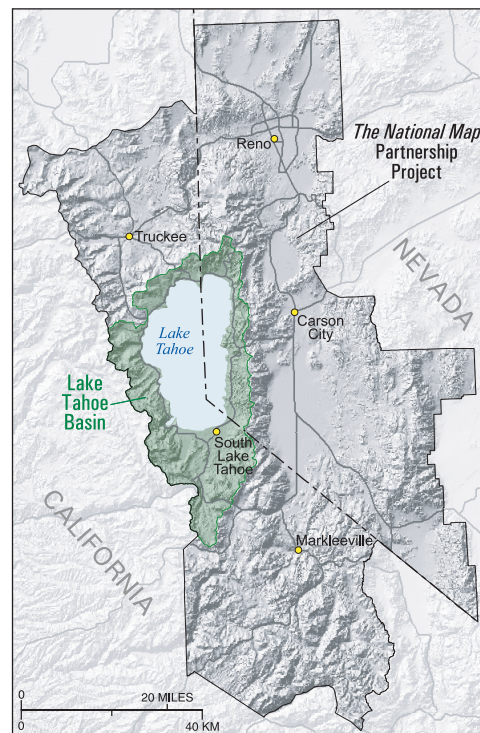 Reno
The National Map
Partnership
Project
Truckee
NEVADA
Carson
City
Lake
Tahoe
Lake
Tahoe
Basin
South
Lake
Tahoe
CALIFORNIA
Markleeville
0 20 MILES
0 40 KM